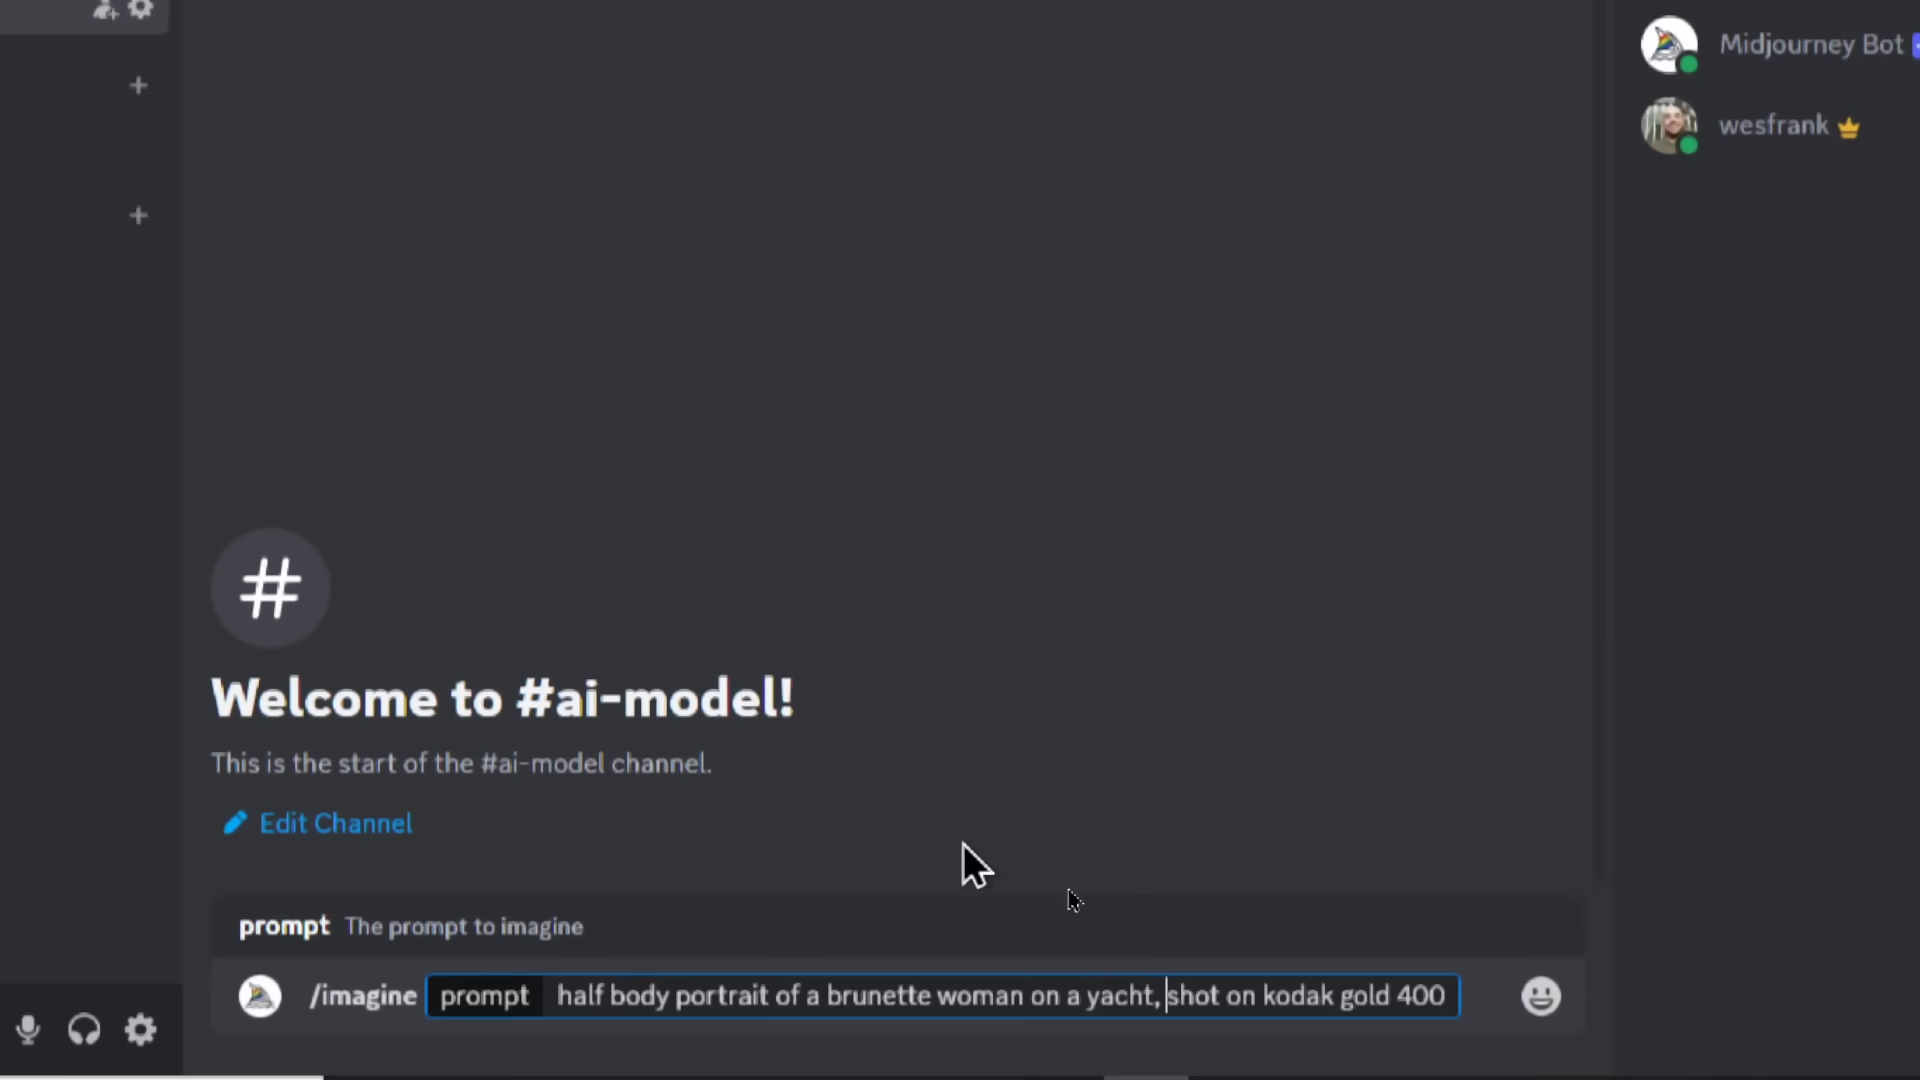 Midjourney Bot
wesfrank
#
Welcome to #ai-model!
This is the start of the #ai-model channel.
Edit Channel
prompt The prompt to imagine
/imagine prompt half body portrait of a brunette woman on a yacht, shot on kodak gold 400